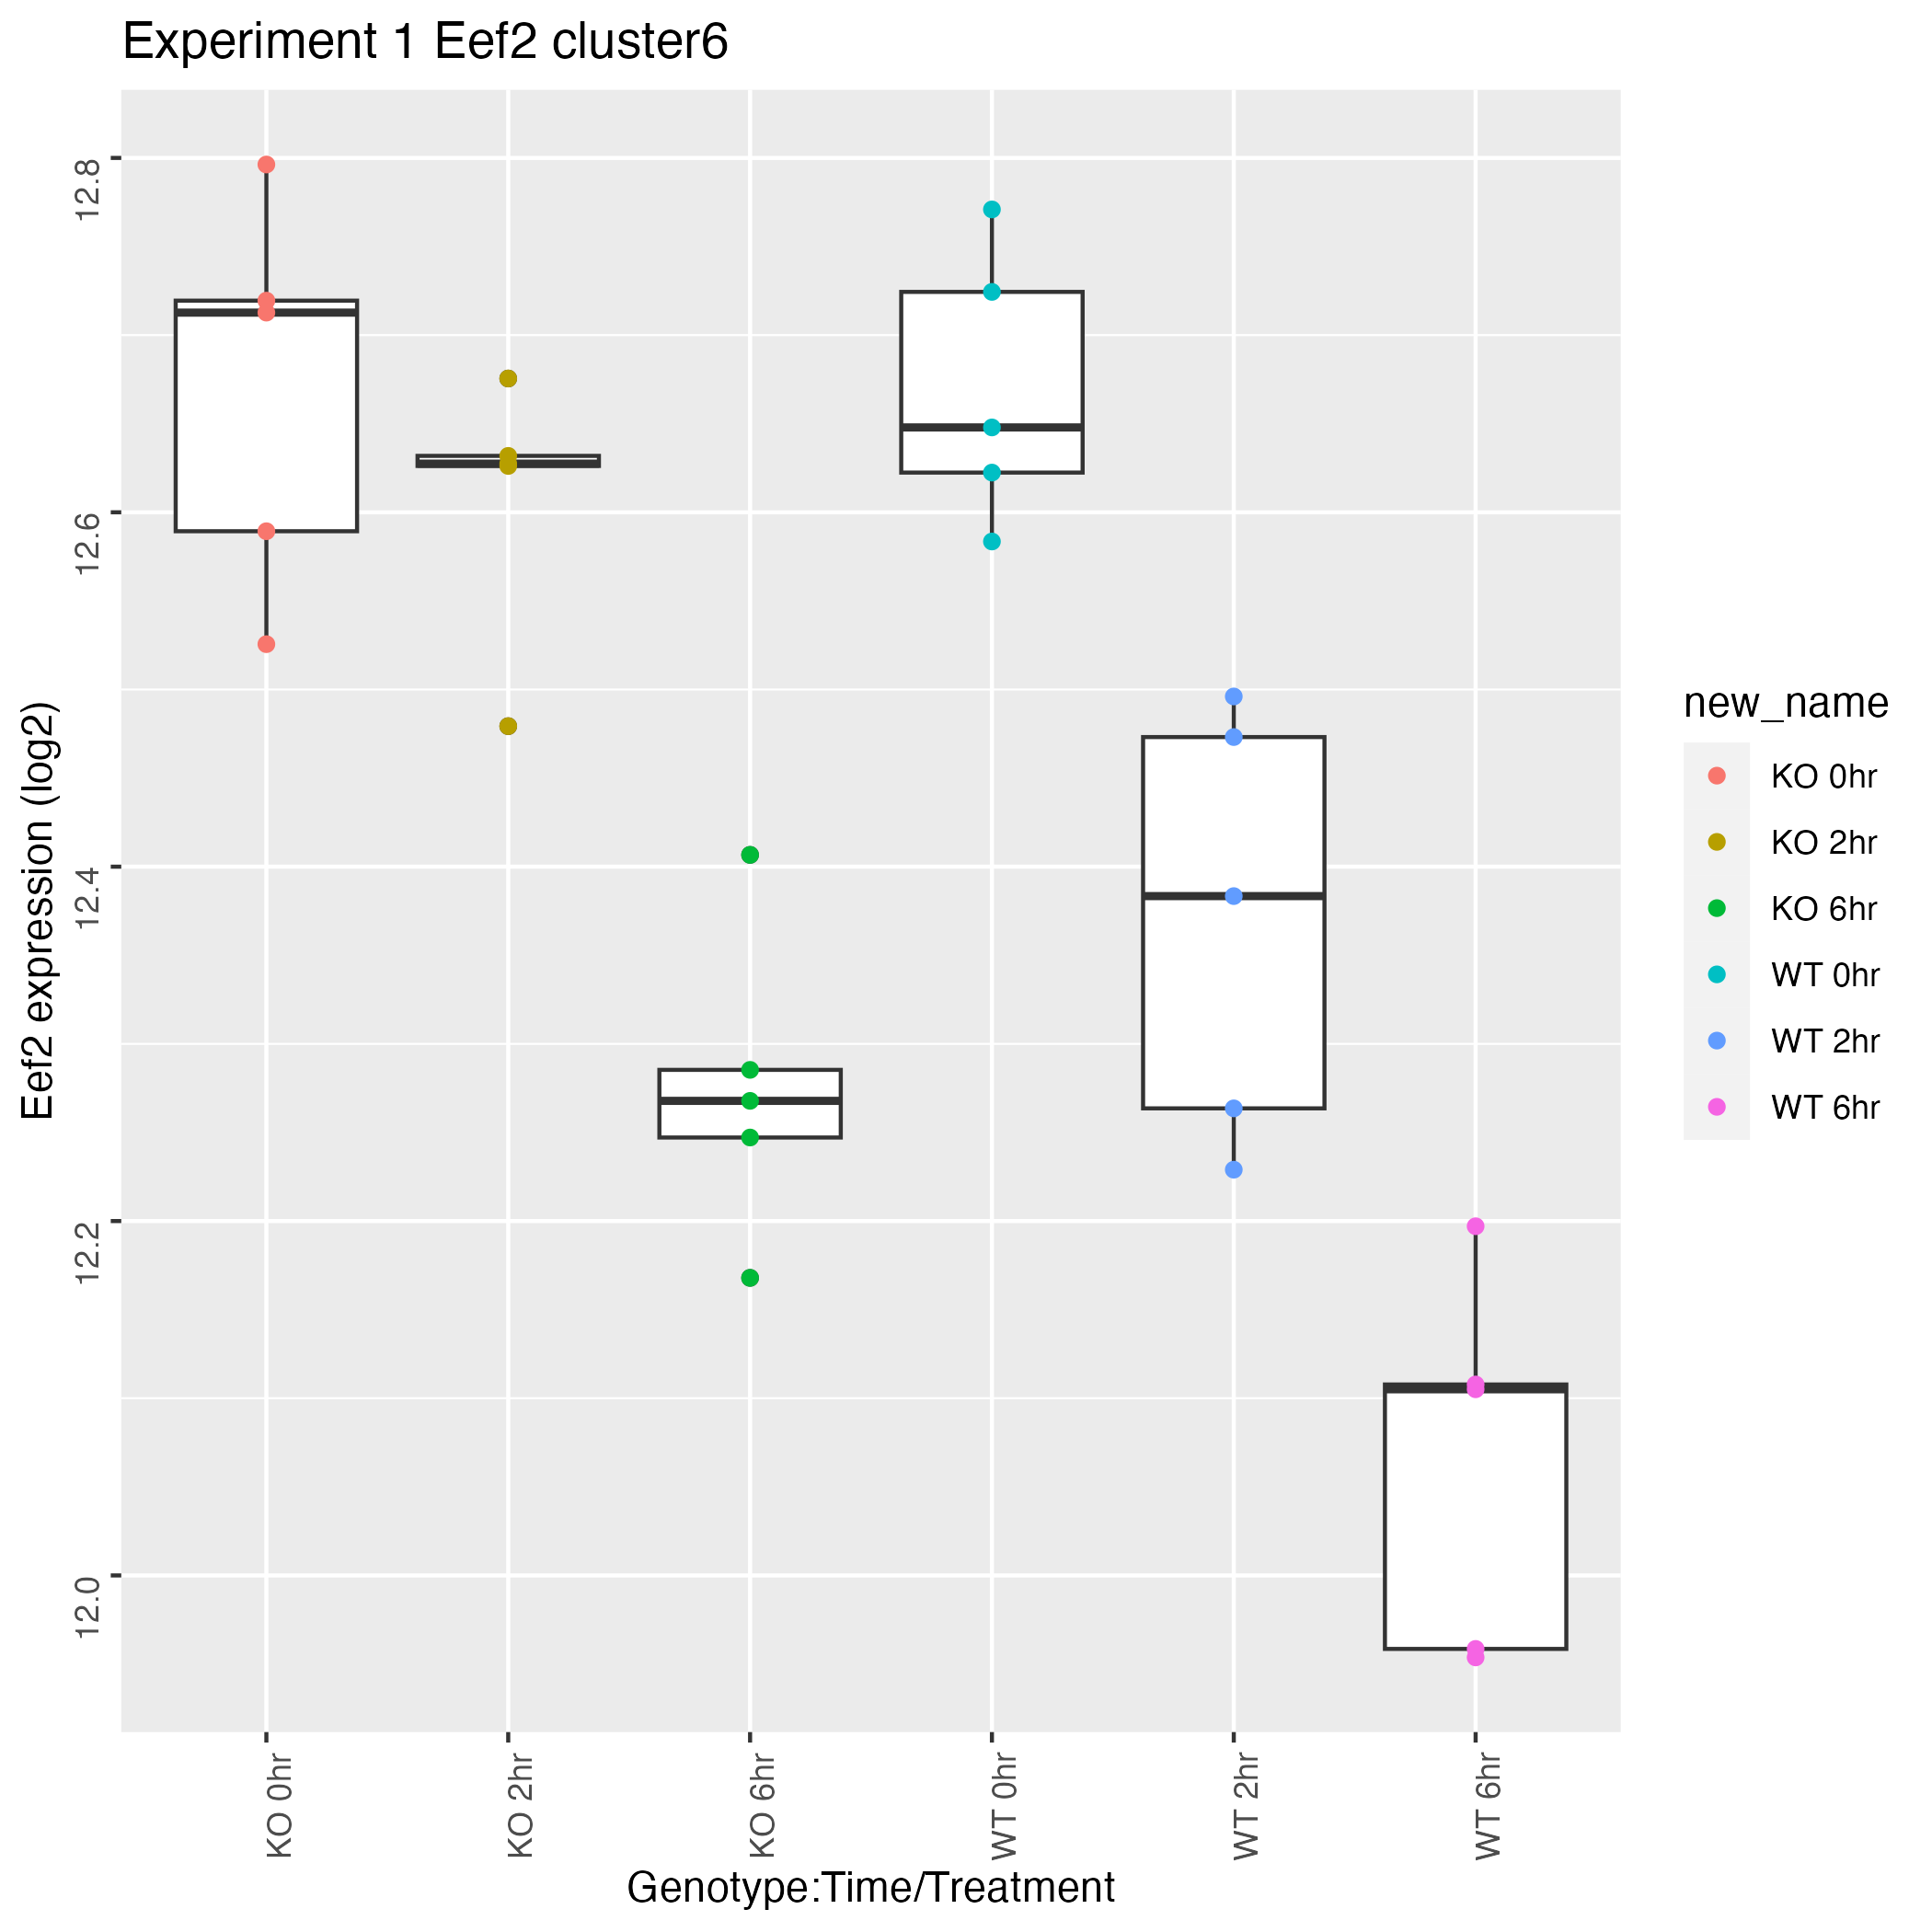 Experiment 1 Eef2 cluster6
Eef2 expression (log2)
12.8
12.6
12.4
12.2
12.0
KO 0hr
KO 2hr
KO 6hr
WT 0hr
WT 2hr
WT 6hr
Genotype:Time/Treatment
new_name
KO 0hr
KO 2hr
KO 6hr
WT 0hr
WT 2hr
WT 6hr